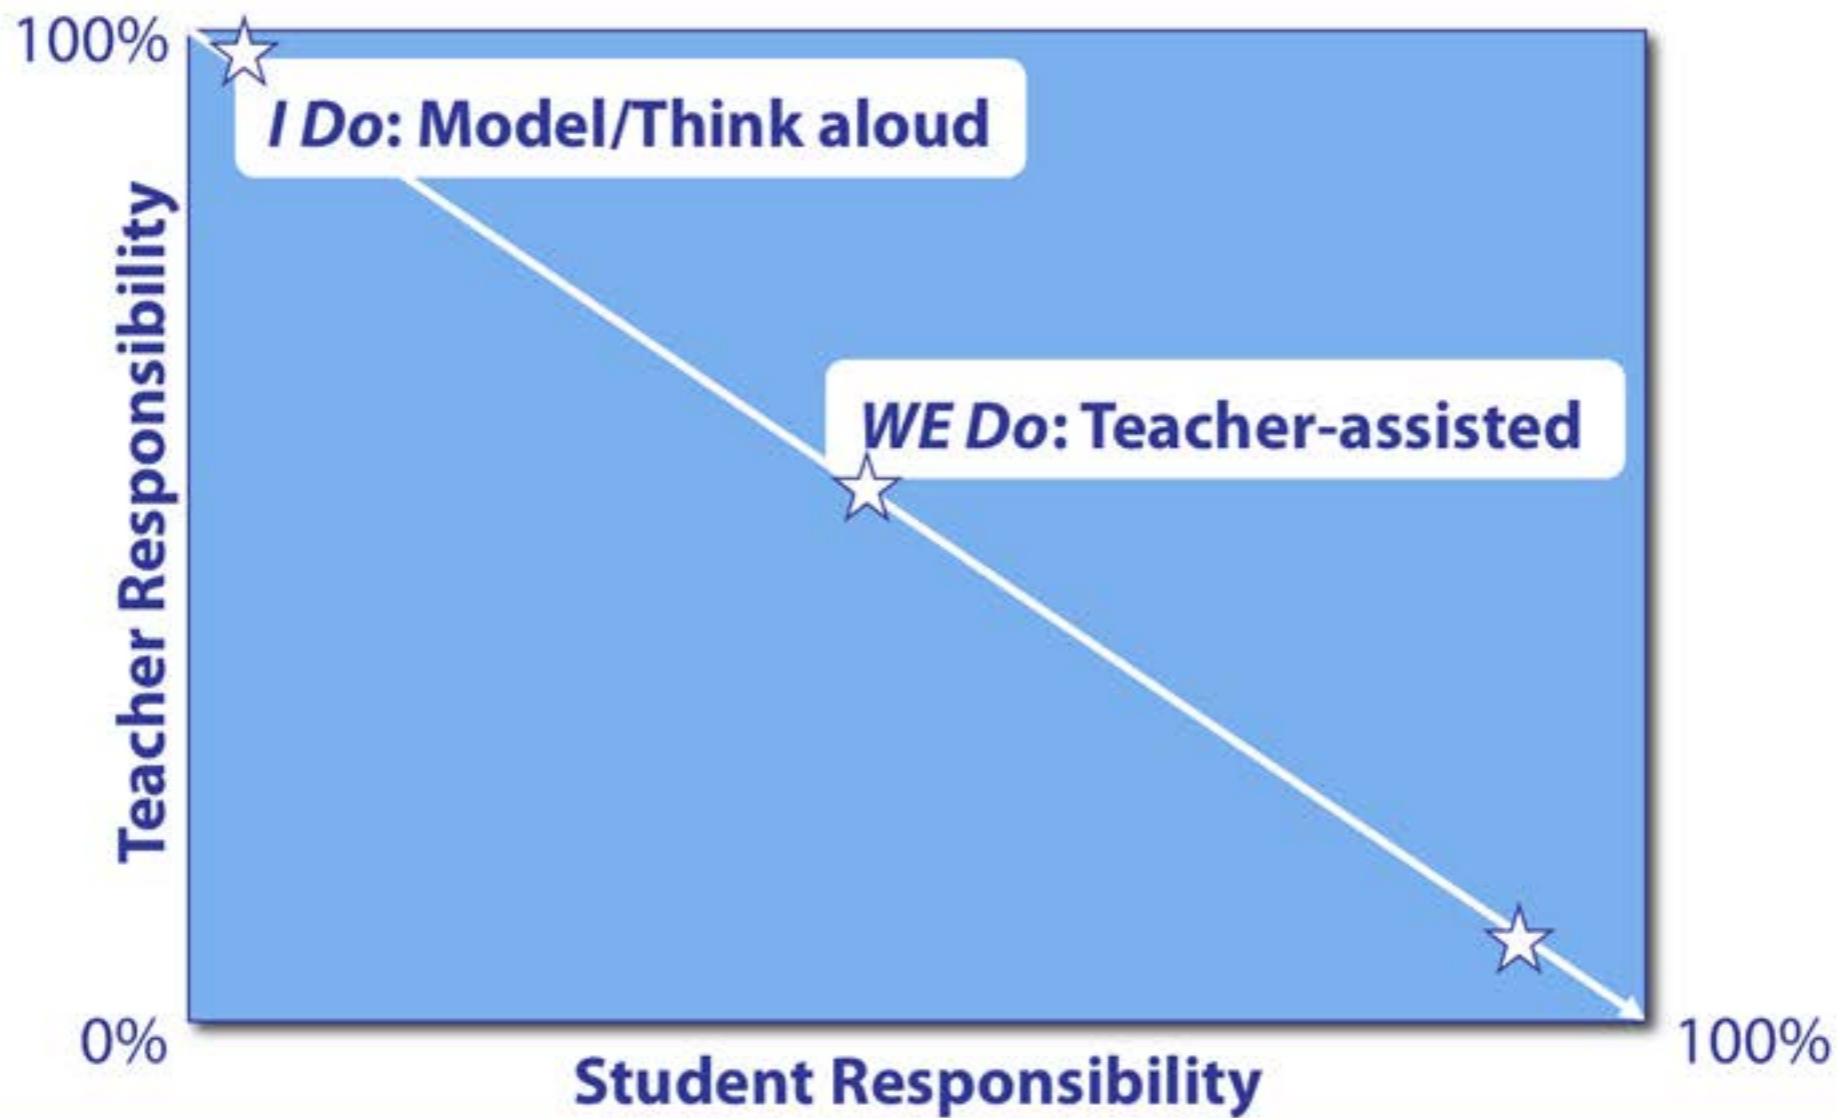 100%
I Do: Model/Think aloud
WE Do: Teacher-assisted
Teacher Responsibility
0%
100%
Student Responsibility